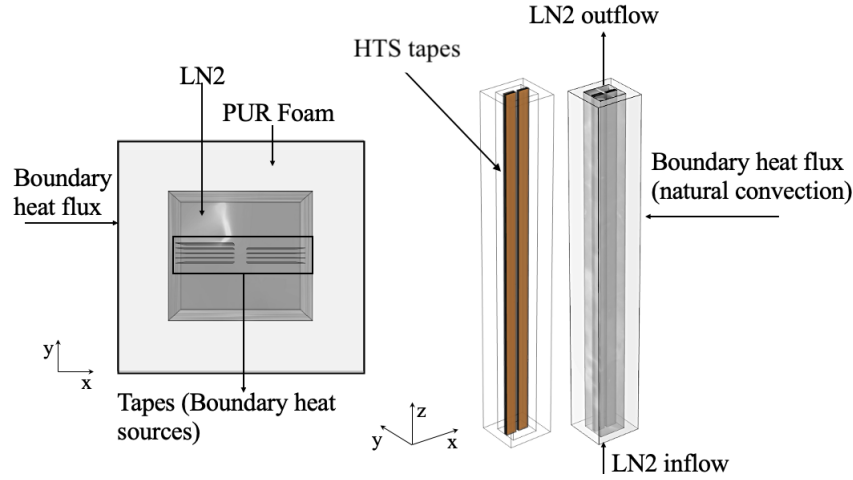 LN2
PUR Foam
Boundary
heat flux
y
x
Tapes (Boundary heat
sources)
LN2 outflow
HTS tapes
Boundary heat flux
(natural convection)
z
y
x
LN2 inflow